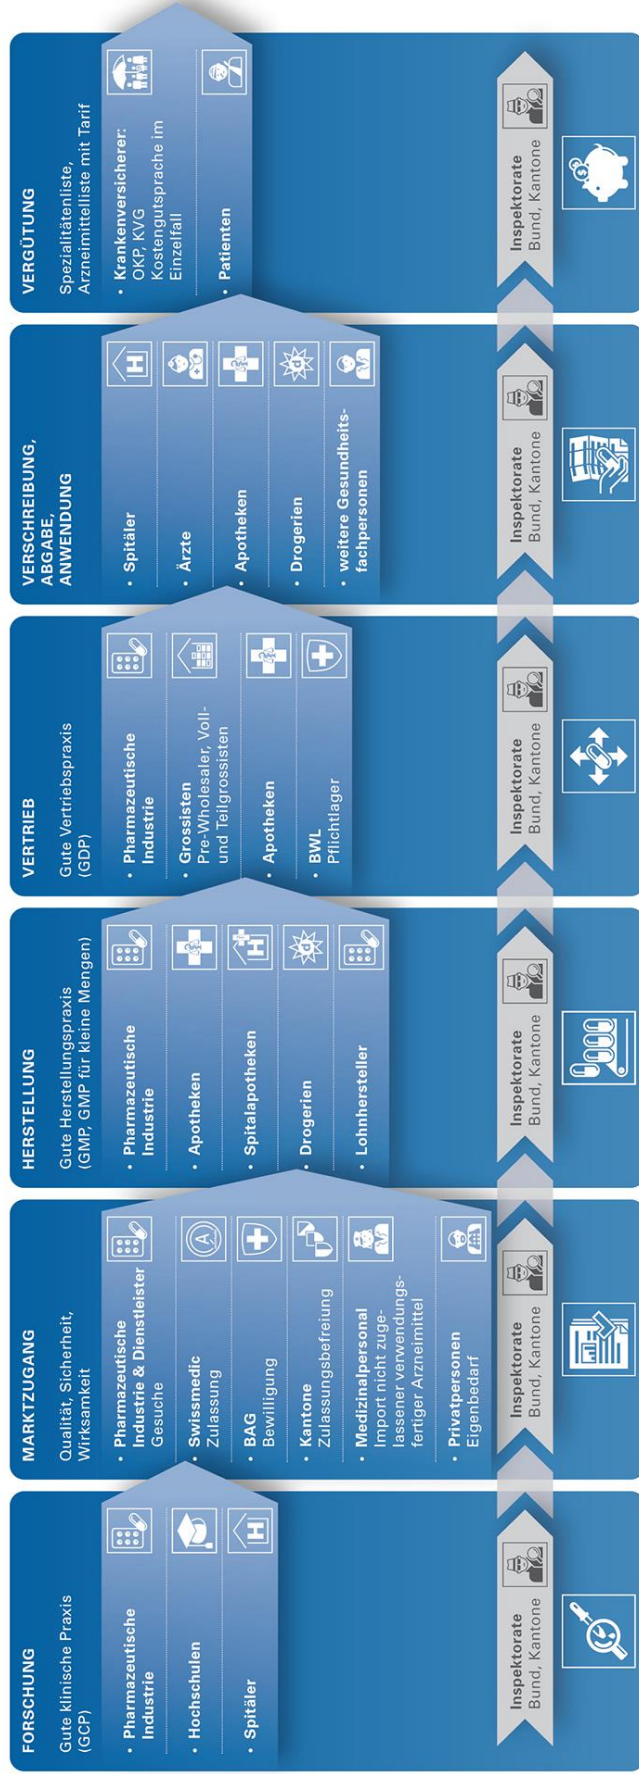 FORSCHUNG
Gute klinische Praxis
(GCP)
• Pharmazeutische
Industrie
• Hochschulen
• Spitäler
H
Inspektorate
Bund, Kantone
MARKTZUGANG
Qualität, Sicherheit,
Wirksamkeit
• Pharmazeutische
Industrie & Dienstleister
Gesuche
• Swissmedic
Zulassung
A
• BAG
Bewilligung
• Kantone
Zulassungsbefreiung
• Medizinalpersonal
Import nicht zuge-
lassener verwendungs-
fertiger Arzneimittel
• Privatpersonen
Eigenbedarf
Inspektorate
Bund, Kantone
HERSTELLUNG
Gute Herstellungspraxis
(GMP, GMP für kleine Mengen)
• Pharmazeutische
Industrie
• Apotheken
• Spitalapotheken
H
• Drogerien
d
• Lohnhersteller
Inspektorate
Bund, Kantone
VERTRIEB
Gute Vertriebspraxis
(GDP)
• Pharmazeutische
Industrie
• Grossisten
Pre-Wholesaler, Voll-
und Teilgrossisten
• Apotheken
• BWL
Pflichtlager
Inspektorate
Bund, Kantone
VERSCHREIBUNG,
ABGABE,
ANWENDUNG
• Spitäler
H
• Ärzte
• Apotheken
• Drogerien
d
• weitere Gesundheits-
fachpersonen
Inspektorate
Bund, Kantone
VERGÜTUNG
Spezialitätenliste,
Arzneimittelliste mit Tarif
• Krankenversicherer:
OKP, KVG
Kostengutsprache im
Einzelfall
• Patienten
Inspektorate
Bund, Kantone
$
$